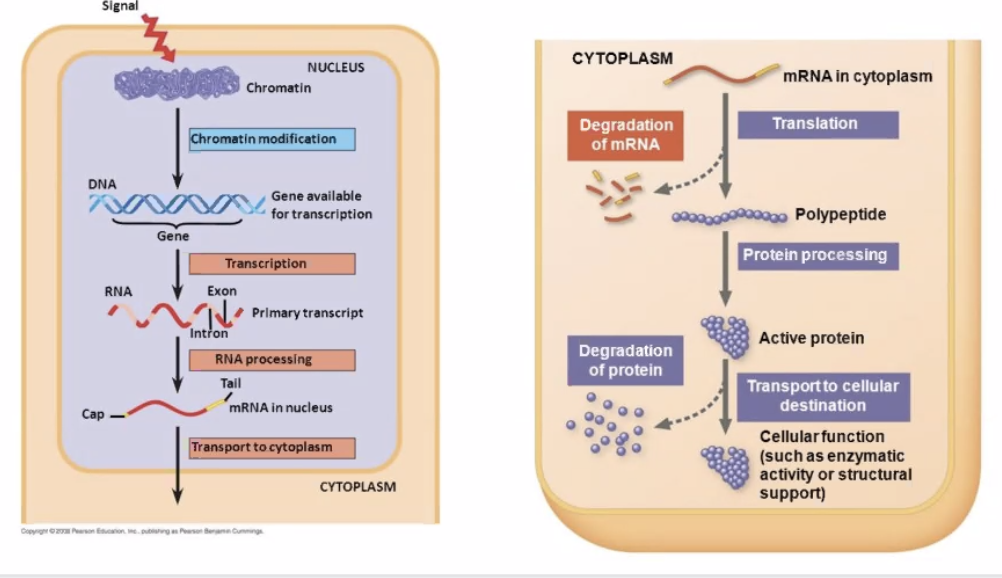 Signal
NUCLEUS
Chromatin
Chromatin modification
DNA
Gene available
for transcription
Gene
Transcription
RNA
Exon
Primary transcript
Intron
RNA processing
Tail
Cap
mRNA in nucleus
Transport to cytoplasm
CYTOPLASM
Copyright © 2008 Pearson Education, Inc., publishing as Pearson Benjamin Cummings.
CYTOPLASM
mRNA in cytoplasm
Degradation
of mRNA
Translation
Polypeptide
Protein processing
Active protein
Degradation
of protein
Transport to cellular
destination
Cellular function
(such as enzymatic
activity or structural
support)